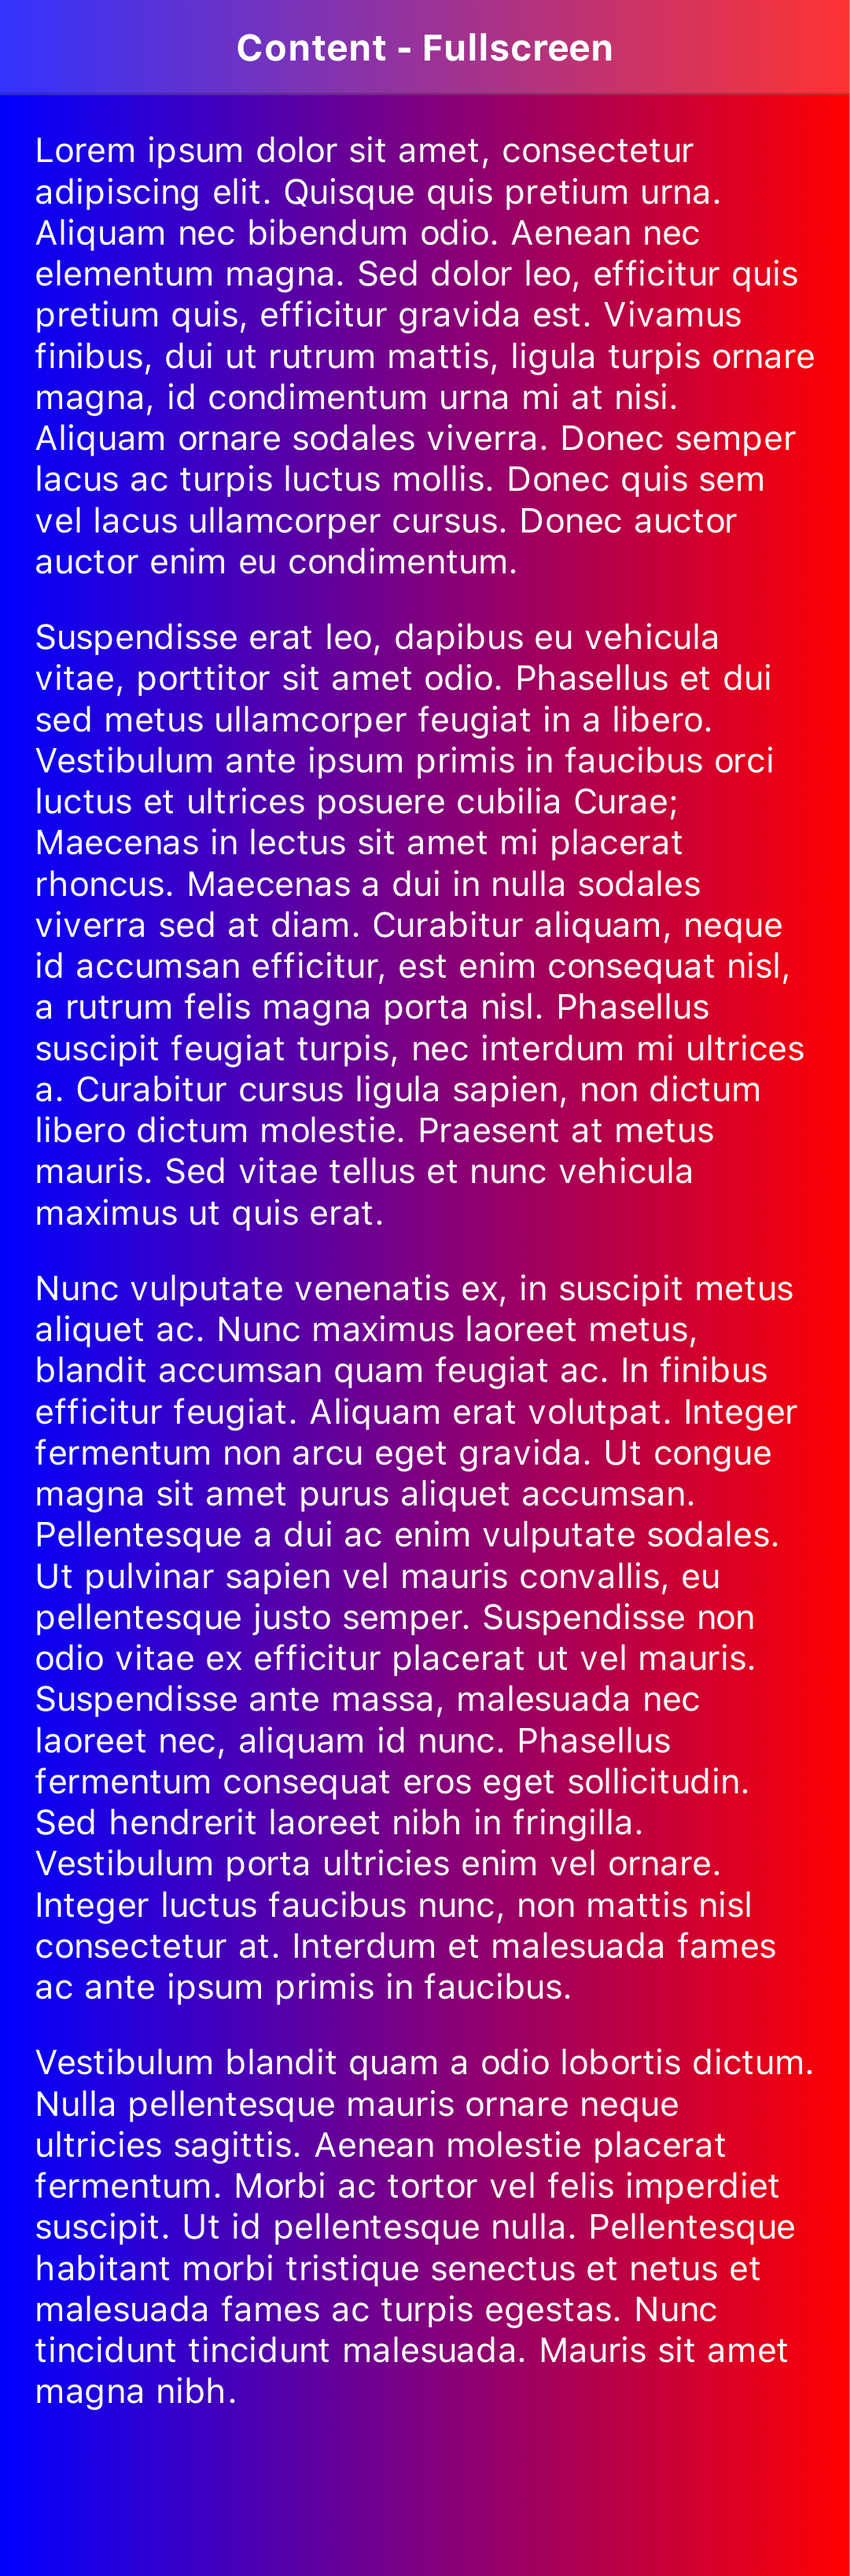 Content - Fullscreen
Lorem ipsum dolor sit amet, consectetur
adipiscing elit. Quisque quis pretium urna.
Aliquam nec bibendum odio. Aenean nec
elementum magna. Sed dolor leo, efficitur quis
pretium quis, efficitur gravida est. Vivamus
finibus, dui ut rutrum mattis, ligula turpis ornare
magna, id condimentum urna mi at nisi.
Aliquam ornare sodales viverra. Donec semper
lacus ac turpis luctus mollis. Donec quis sem
vel lacus ullamcorper cursus. Donec auctor
auctor enim eu condimentum.
Suspendisse erat leo, dapibus eu vehicula
vitae, porttitor sit amet odio. Phasellus et dui
sed metus ullamcorper feugiat in a libero.
Vestibulum ante ipsum primis in faucibus orci
luctus et ultrices posuere cubilia Curae;
Maecenas in lectus sit amet mi placerat
rhoncus. Maecenas a dui in nulla sodales
viverra sed at diam. Curabitur aliquam, neque
id accumsan efficitur, est enim consequat nisl,
a rutrum felis magna porta nisl. Phasellus
suscipit feugiat turpis, nec interdum mi ultrices
a. Curabitur cursus ligula sapien, non dictum
libero dictum molestie. Praesent at metus
mauris. Sed vitae tellus et nunc vehicula
maximus ut quis erat.
Nunc vulputate venenatis ex, in suscipit metus
aliquet ac. Nunc maximus laoreet metus,
blandit accumsan quam feugiat ac. In finibus
efficitur feugiat. Aliquam erat volutpat. Integer
fermentum non arcu eget gravida. Ut congue
magna sit amet purus aliquet accumsan.
Pellentesque a dui ac enim vulputate sodales.
Ut pulvinar sapien vel mauris convallis, eu
pellentesque justo semper. Suspendisse non
odio vitae ex efficitur placerat ut vel mauris.
Suspendisse ante massa, malesuada nec
laoreet nec, aliquam id nunc. Phasellus
fermentum consequat eros eget sollicitudin.
Sed hendrerit laoreet nibh in fringilla.
Vestibulum porta ultricies enim vel ornare.
Integer luctus faucibus nunc, non mattis nisl
consectetur at. Interdum et malesuada fames
ac ante ipsum primis in faucibus.
Vestibulum blandit quam a odio lobortis dictum.
Nulla pellentesque mauris ornare neque
ultricies sagittis. Aenean molestie placerat
fermentum. Morbi ac tortor vel felis imperdiet
suscipit. Ut id pellentesque nulla. Pellentesque
habitant morbi tristique senectus et netus et
malesuada fames ac turpis egestas. Nunc
tincidunt tincidunt malesuada. Mauris sit amet
magna nibh.